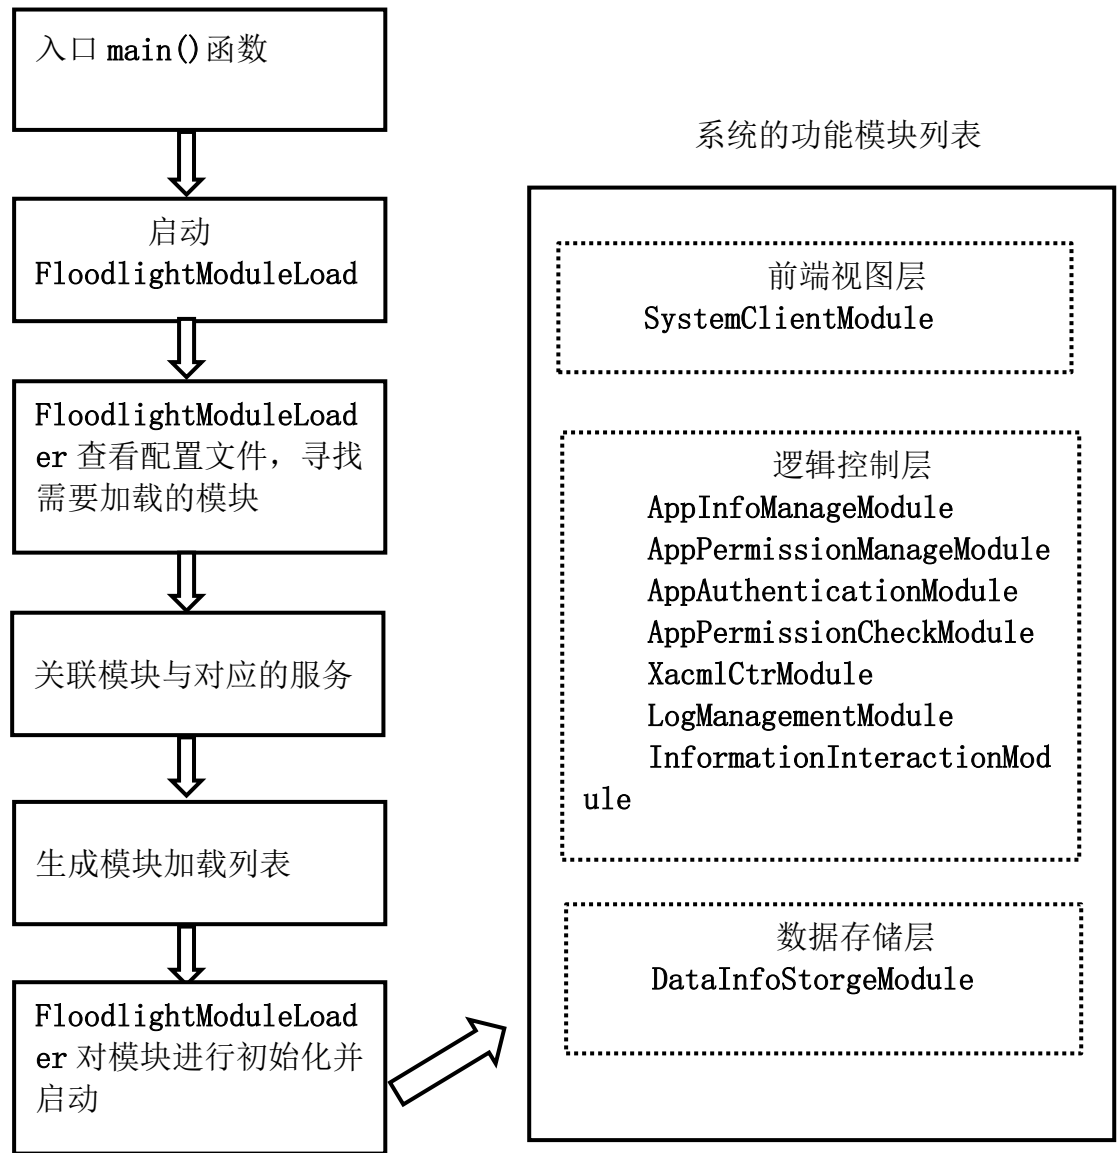 入口 main()函数
启动
FloodlightModuleLoad
FloodlightModuleLoad
er 查看配置文件，寻找
需要加载的模块
关联模块与对应的服务
生成模块加载列表
FloodlightModuleLoad
er 对模块进行初始化并
启动
系统的功能模块列表
前端视图层
SystemClientModule
逻辑控制层
AppInfoManageModule
AppPermissionManageModule
AppAuthenticationModule
AppPermissionCheckModule
XacmlCtrModule
LogManagementModule
InformationInteractionMod
ule
数据存储层
DataInfoStorgeModule